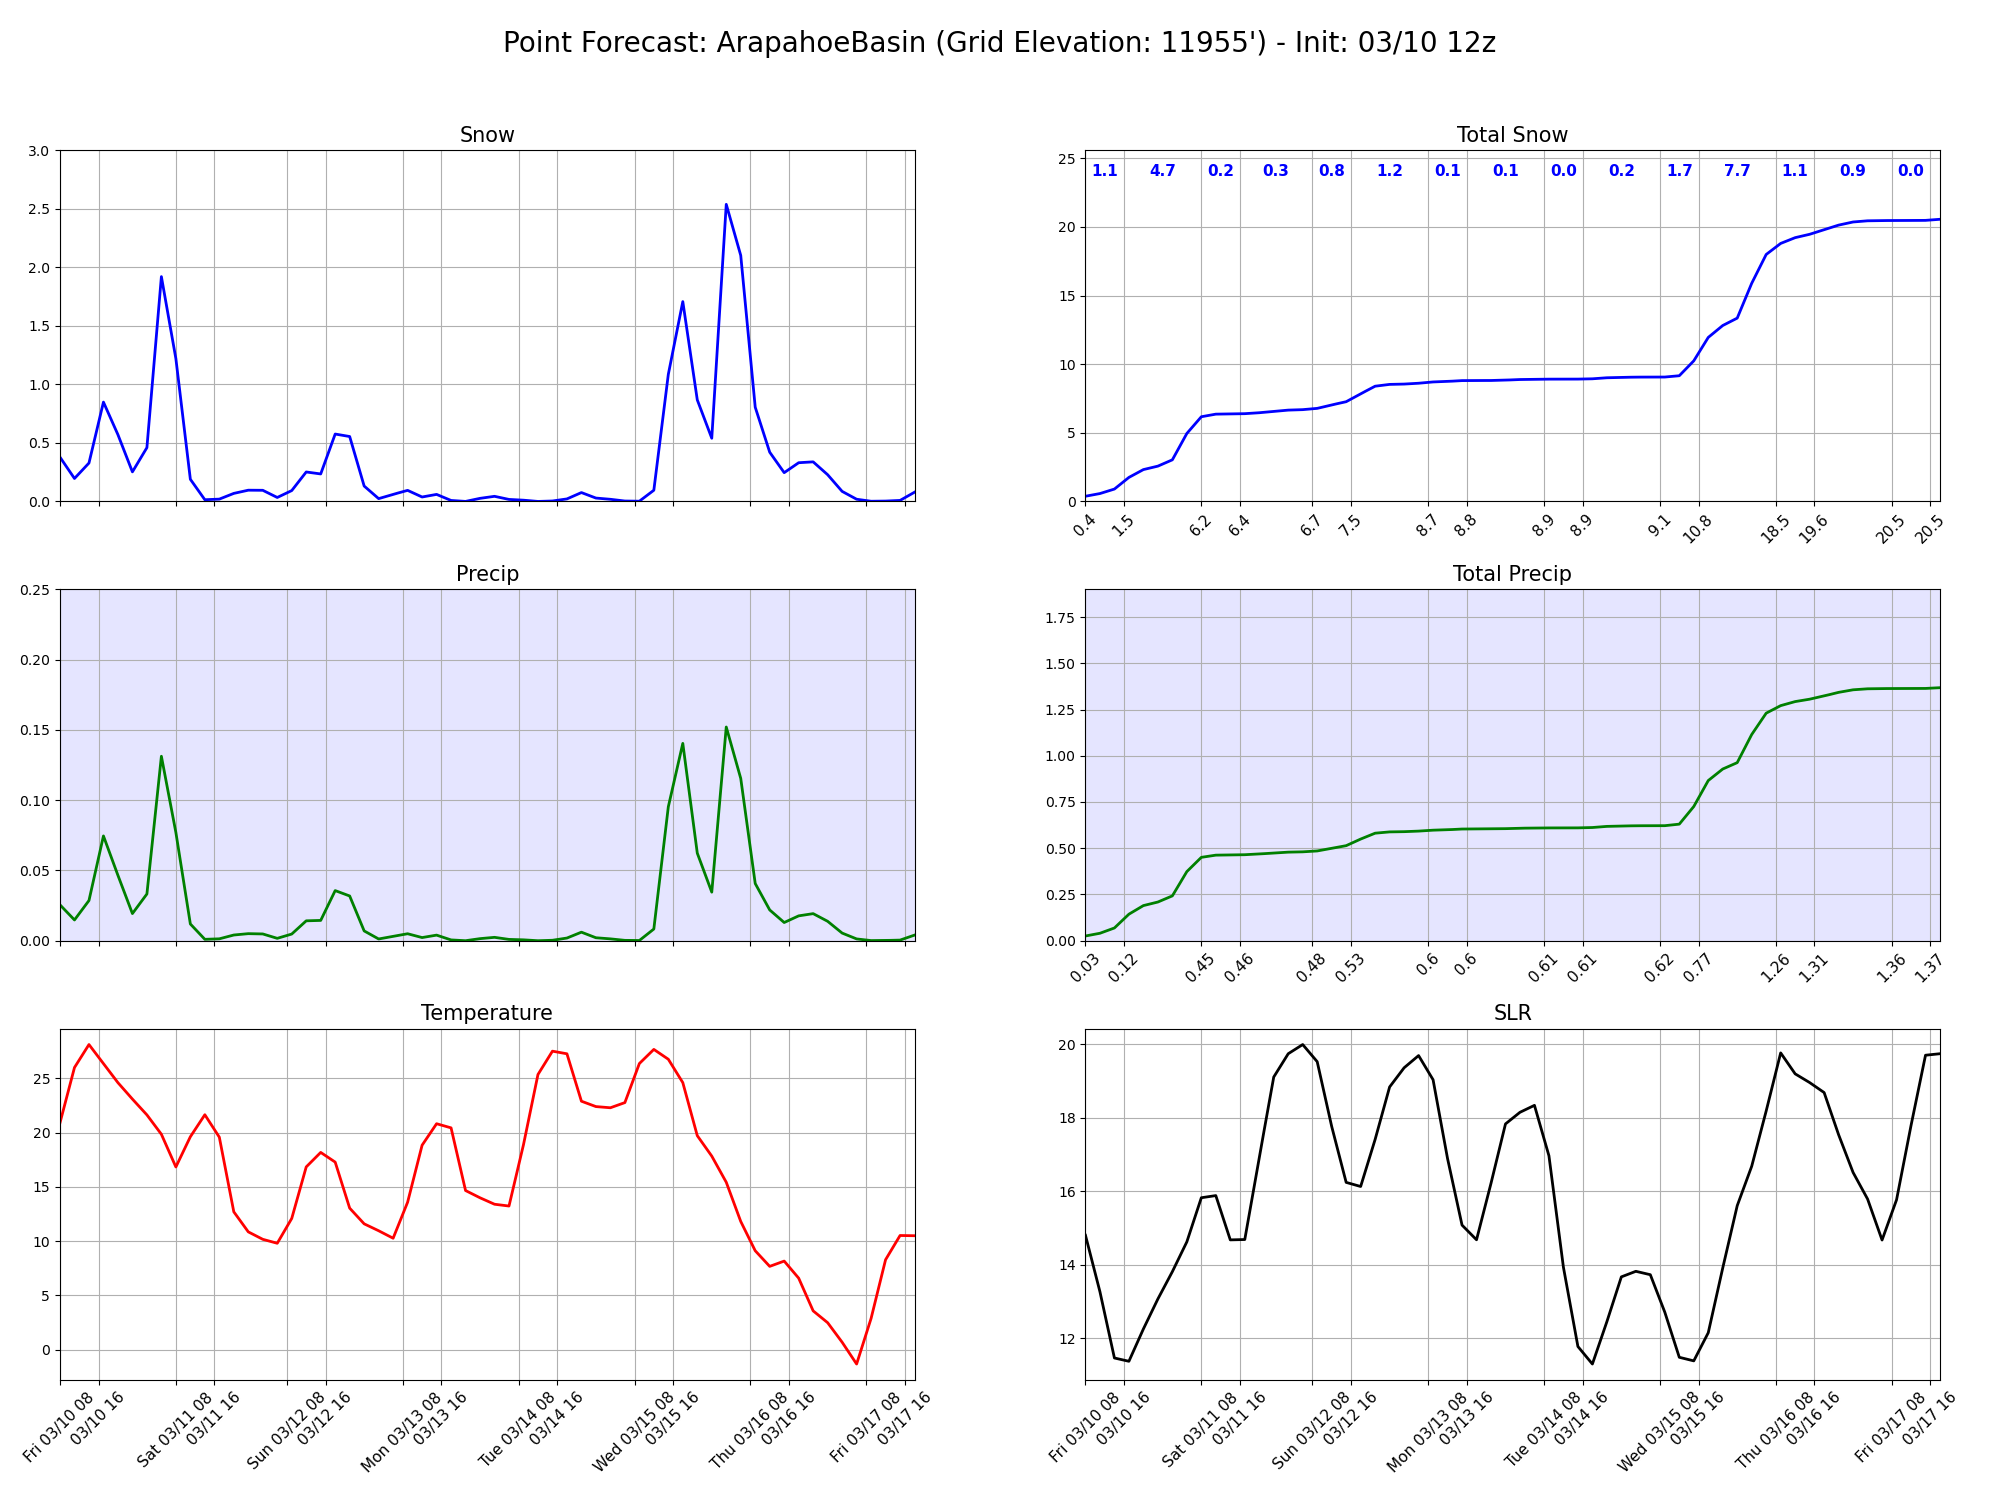 Point Forecast: ArapahoeBasin (Grid Elevation: 11955') - Init: 03/10 12z
Snow
3.0
2.5
2.0
1.5
1.0
0.5
0.0
Total Snow
1.1 4.7 0.2 0.3 0.8 1.2 0.1 0.1 0.0 0.2 1.7 7.7 1.1 0.9 0.0
25
20
15
10
5
0
0.4 1.5 6.2 6.4 6.7 7.5 8.7 8.8 8.9 8.9 9.1 10.8 18.5 19.6 20.5 20.5
Precip
0.25
0.20
0.15
0.10
0.05
0.00
Total Precip
1.75
1.50
1.25
1.00
0.75
0.50
0.25
0.00
0.03 0.12 0.45 0.46 0.48 0.53 0.6 0.6 0.61 0.61 0.62 0.77 1.26 1.31 1.36 1.37
Temperature
25
20
15
10
5
0
Fri 03/10 08
03/10 16
Sat 03/11 08
03/11 16
Sun 03/12 08
03/12 16
Mon 03/13 08
03/13 16
Tue 03/14 08
03/14 16
Wed 03/15 08
03/15 16
Thu 03/16 08
03/16 16
Fri 03/17 08
03/17 16
SLR
20
18
16
14
12
Fri 03/10 08
03/10 16
Sat 03/11 08
03/11 16
Sun 03/12 08
03/12 16
Mon 03/13 08
03/13 16
Tue 03/14 08
03/14 16
Wed 03/15 08
03/15 16
Thu 03/16 08
03/16 16
Fri 03/17 08
03/17 16